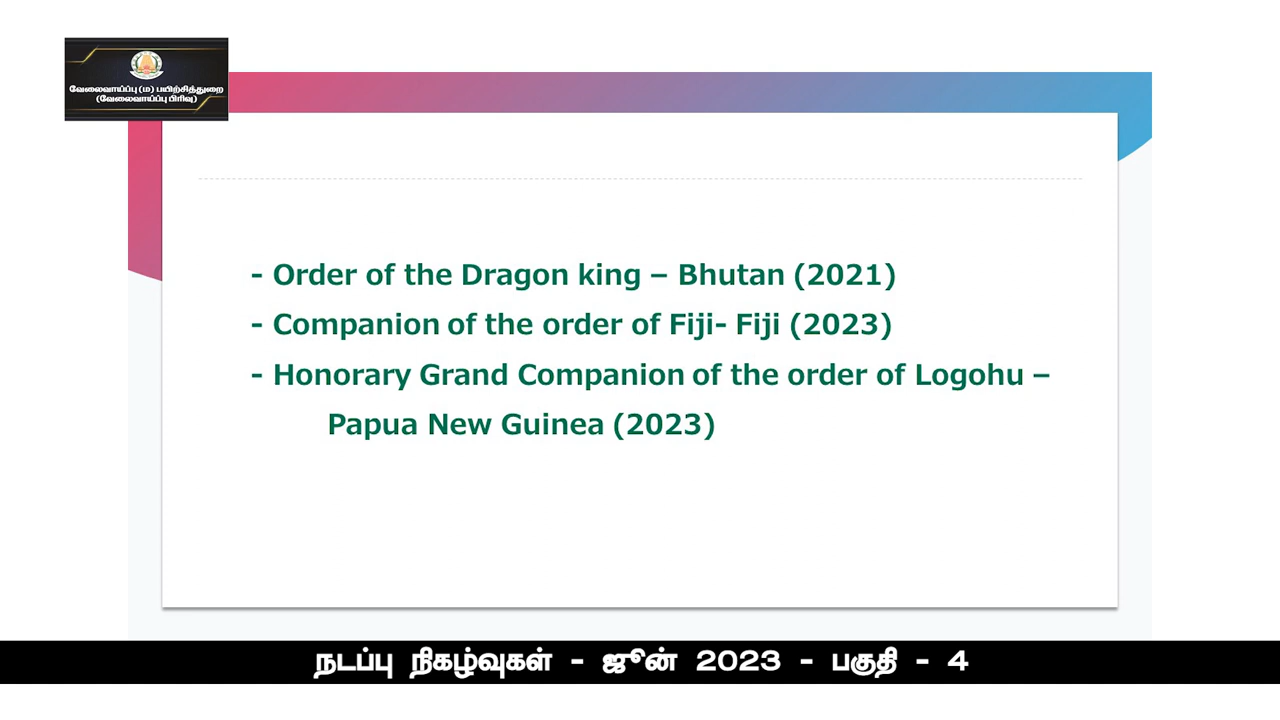 வேலைவாய்ப்பு (ம) பயிற்சித்துறை
(வேலைவாய்ப்பு பிரிவு)
- Order of the Dragon king – Bhutan (2021)
- Companion of the order of Fiji- Fiji (2023)
- Honorary Grand Companion of the order of Logohu –
Papua New Guinea (2023)
நடப்பு நிகழ்வுகள் - ஜூன் 2023 - பகுதி - 4